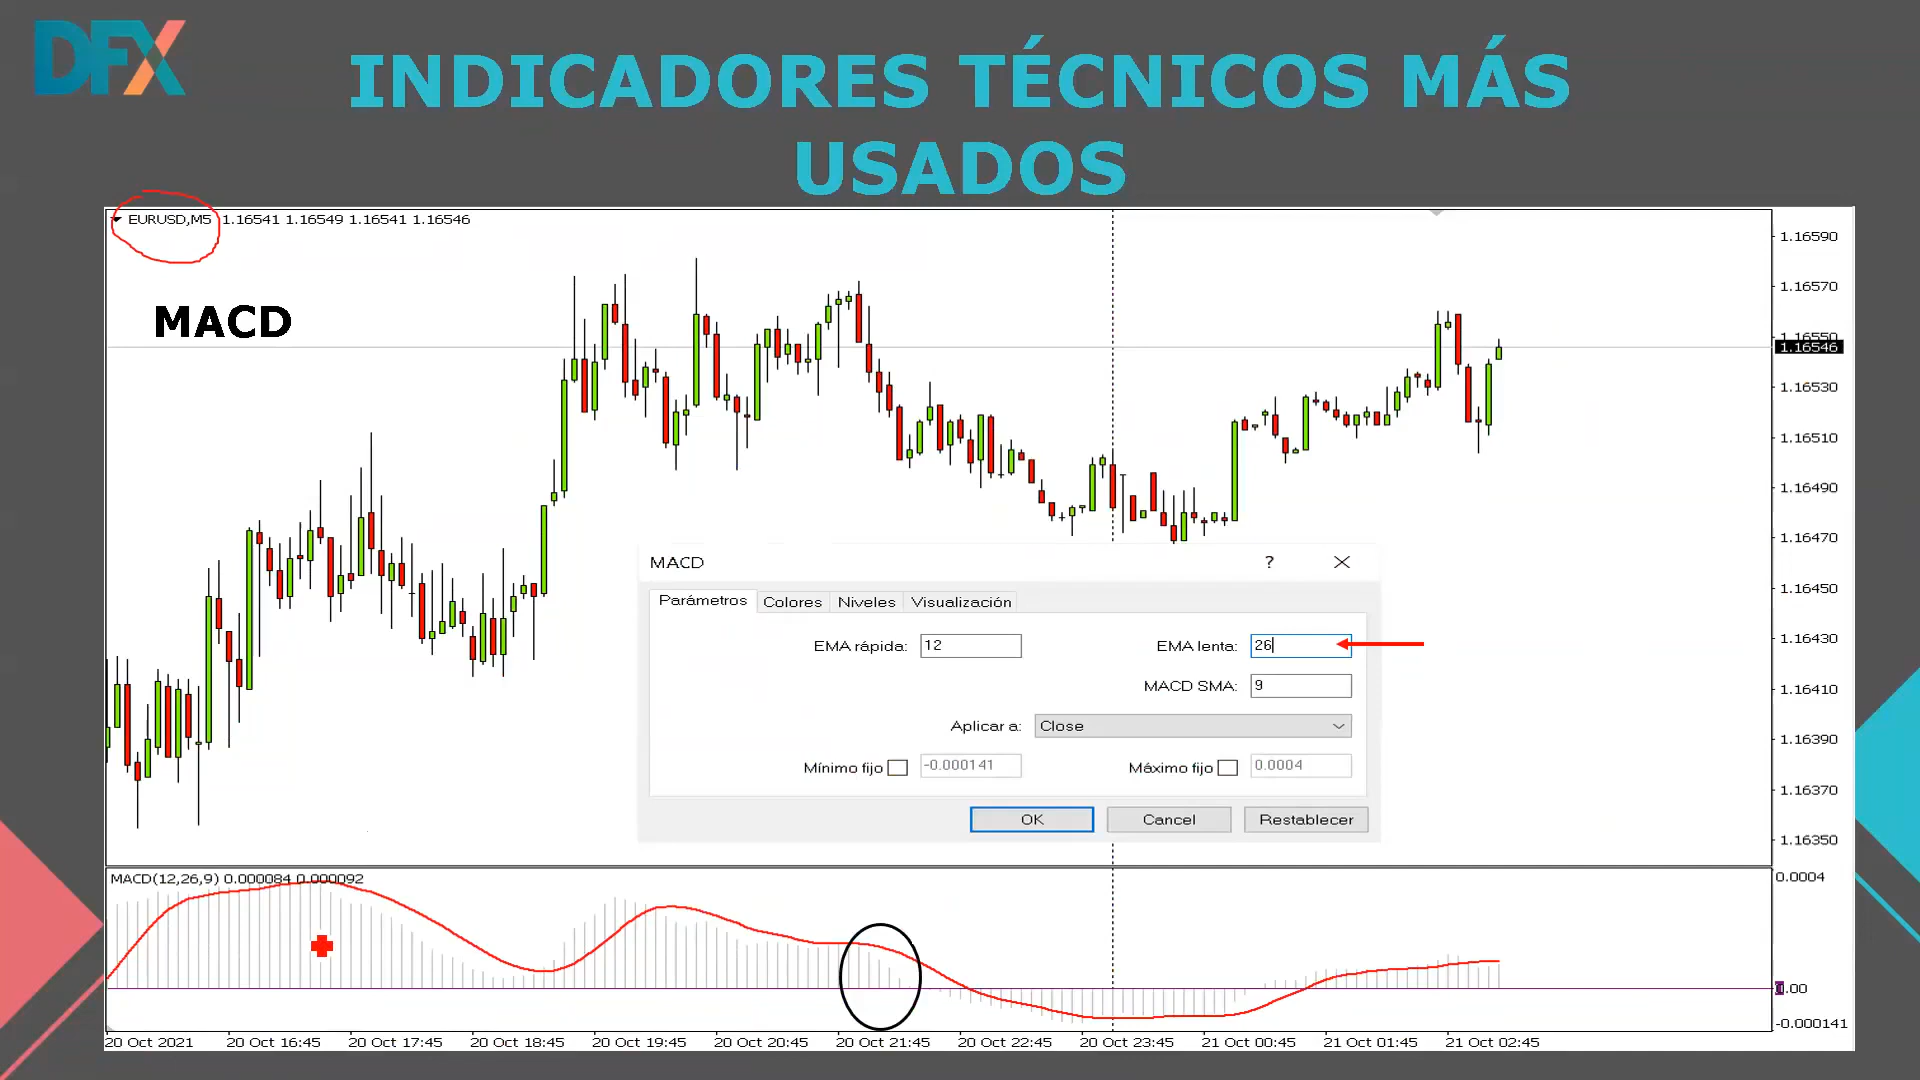 DFX
INDICADORES TÉCNICOS MÁS
USADOS
EURUSD,M5 1.16541 1.16549 1.16541 1.16546
MACD
1.16590
1.16570
1.16550
1.16546
1.16530
1.16510
1.16490
1.16470
1.16450
1.16430
1.16410
1.16390
1.16370
1.16350
MACD ? X
Parámetros Colores Niveles Visualización
EMA rápida: 12 EMA lenta: 26
MACD SMA: 9
Aplicar a: Close
Mínimo fijo -0.000141 Máximo fijo 0.0004
OK Cancel Restablecer
MACD(12,26,9) 0.000084 0.000092
0.0004
0.00
-0.000141
20 Oct 2021 20 Oct 16:45 20 Oct 17:45 20 Oct 18:45 20 Oct 19:45 20 Oct 20:45 20 Oct 21:45 20 Oct 22:45 20 Oct 23:45 21 Oct 00:45 21 Oct 01:45 21 Oct 02:45